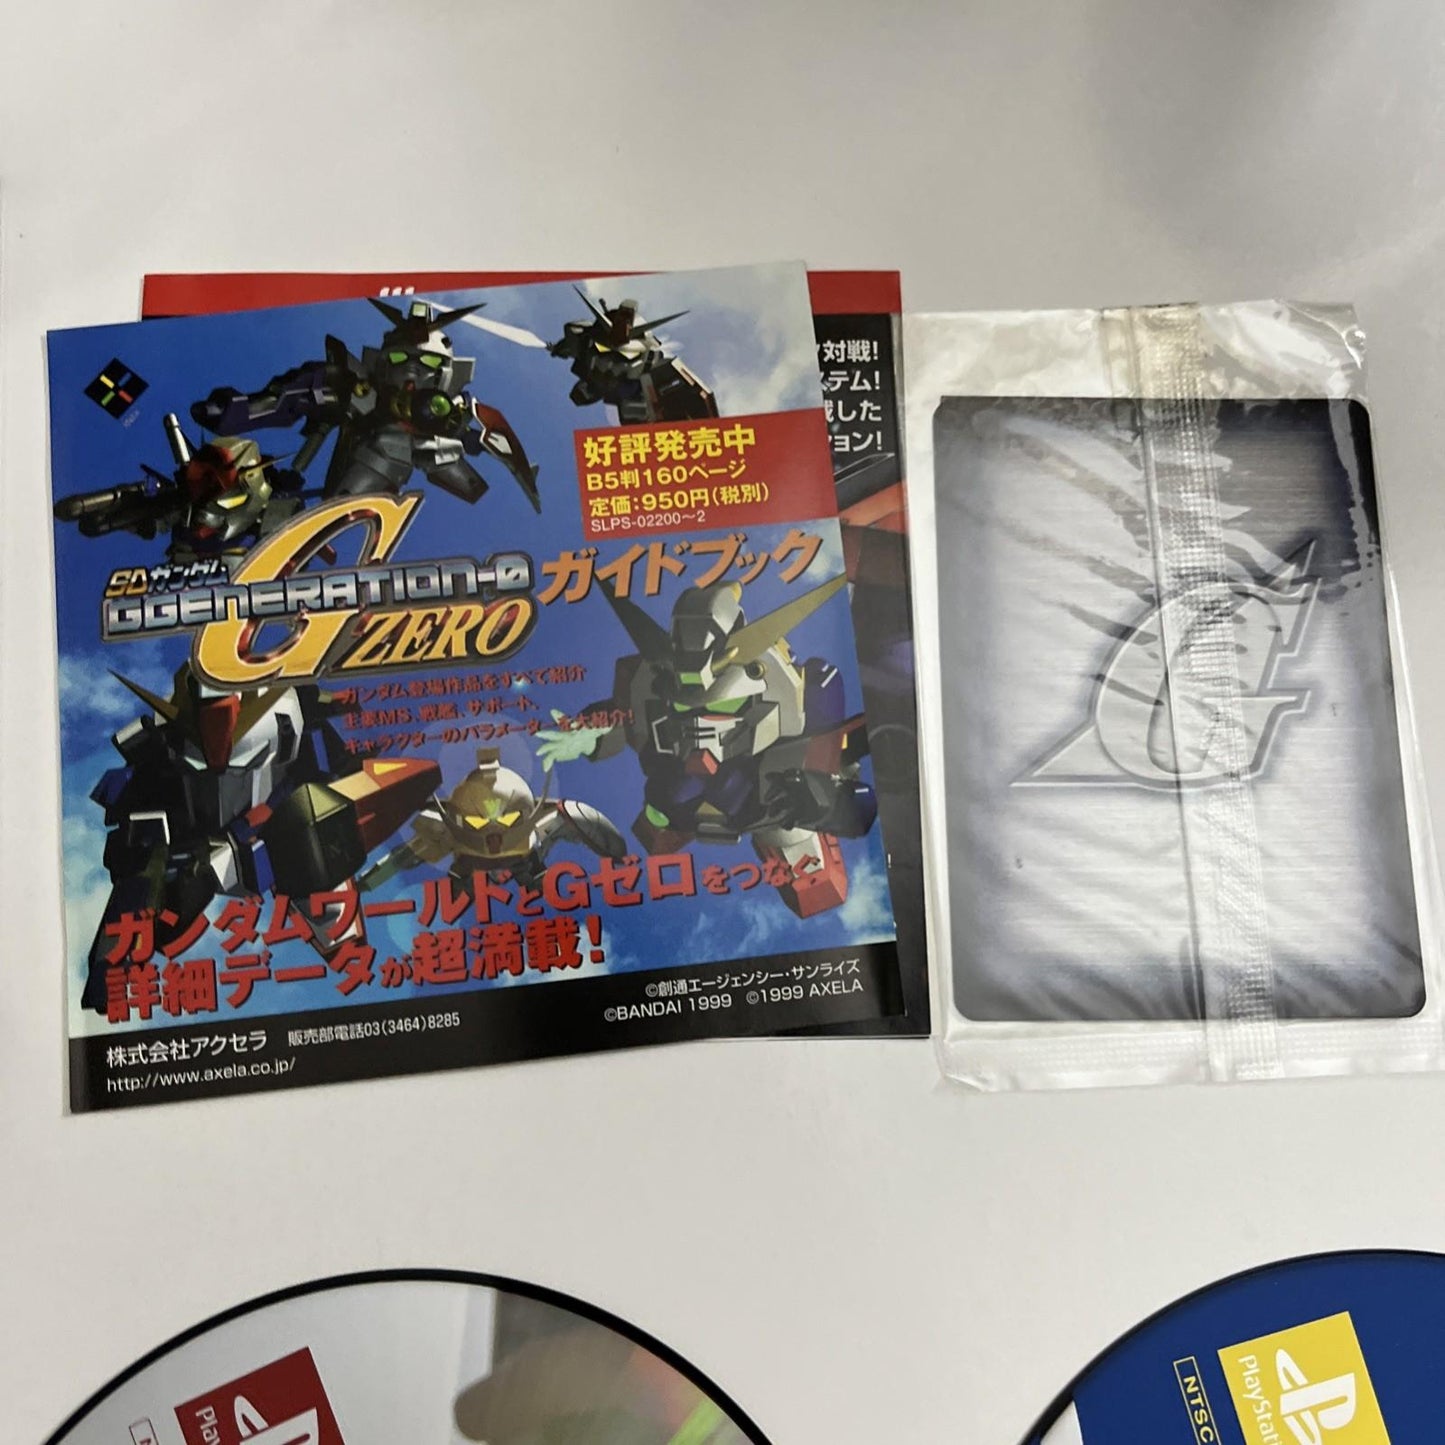 対戦!
ステム!
した
ション!
好評発売中
B5判160ページ
定価:950円(税別)
SLPS-02200〜2
SDガンダム
GGENERATION-0
G ZERO
ガイドブック
ガンダム登場作品をすべて紹介
主要MS、戦艦、サポート、
キャラクターのパラメーターを大紹介!
ガンダムワールドとGゼロをつなぐ
詳細データが超満載!
©創通エージェンシー・サンライズ
©BANDAI 1999 ©1999 AXELA
株式会社アクセラ 販売部電話03(3464)8285
http://www.axela.co.jp/
G
PlayStation
NTSC